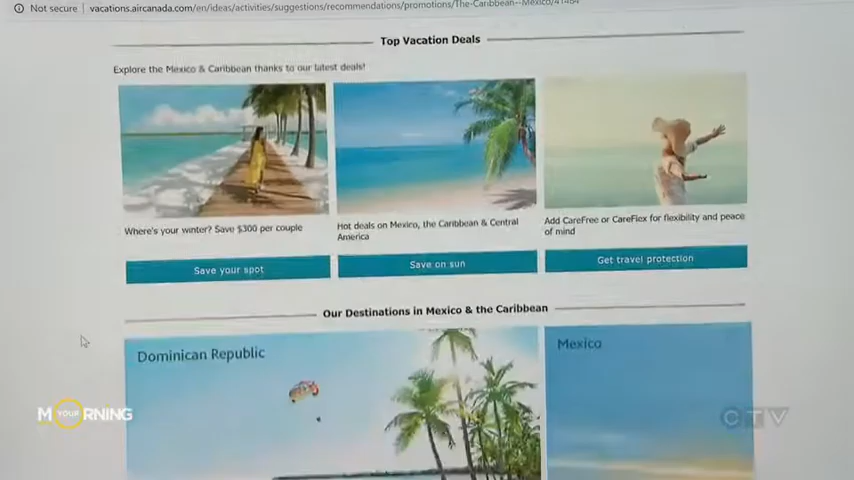 Not secure | vacations.aircanada.com/en/ideas/activities/suggestions/recommendations/promotions/The-Caribbean--Mexico/41464
Top Vacation Deals
Explore the Mexico & Caribbean thanks to our latest deals!
Where's your winter? Save $300 per couple
Hot deals on Mexico, the Caribbean & Central
America
Add CareFree or CareFlex for flexibility and peace
of mind
Save your spot
Save on sun
Get travel protection
Our Destinations in Mexico & the Caribbean
Dominican Republic
Mexico
YOUR MORNING
CTV